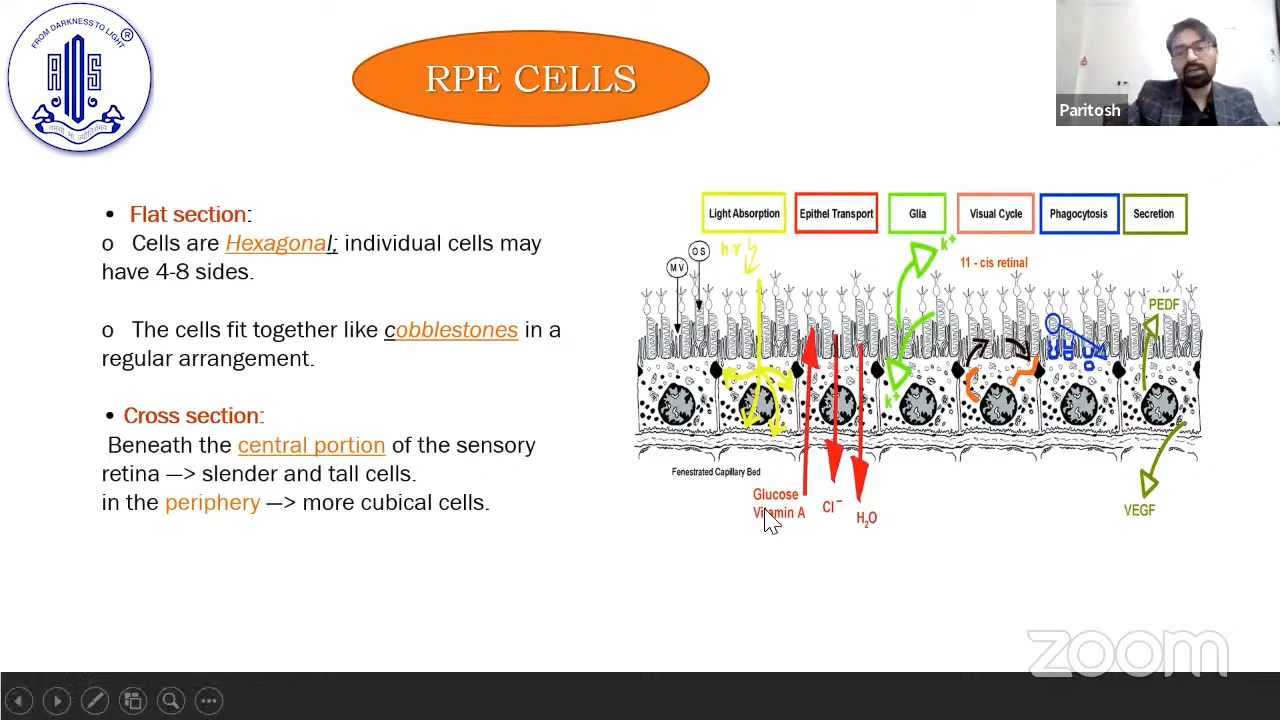 FROM DARKNESS TO LIGHT
®
AIOS
तमसो मा ज्योतिर्गमय
RPE CELLS
Paritosh
• Flat section:
o Cells are Hexagonal; individual cells may
have 4-8 sides.
o The cells fit together like cobblestones in a
regular arrangement.
• Cross section:
Beneath the central portion of the sensory
retina —> slender and tall cells.
in the periphery —> more cubical cells.
Light Absorption
Epithel Transport
Glia
Visual Cycle
Phagocytosis
Secretion
M V
O S
h r
k+
11 - cis retinal
PEDF
k+
Fenestrated Capillary Bed
Glucose
Vitamin A
Cl⁻
H₂O
VEGF
zoom